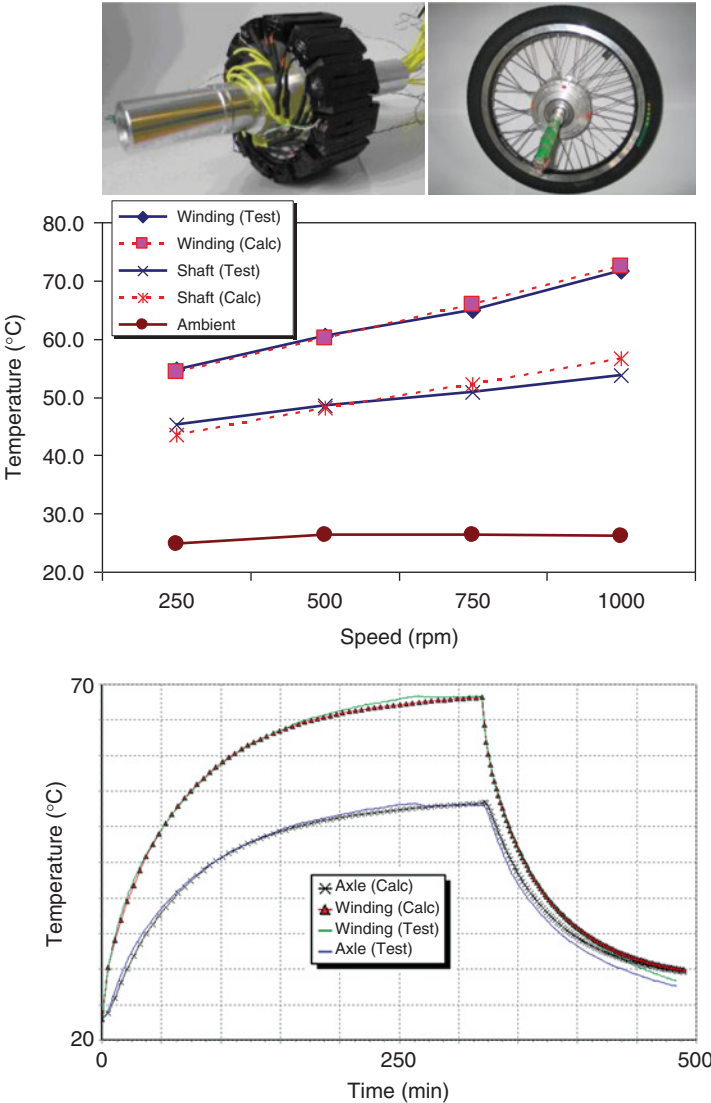 80.0
70.0
60.0
50.0
40.0
30.0
20.0
Temperature (°C)
Winding (Test)
Winding (Calc)
Shaft (Test)
Shaft (Calc)
Ambient
250 500 750 1000
Speed (rpm)
70
20
Temperature (°C)
Axle (Calc)
Winding (Calc)
Winding (Test)
Axle (Test)
0 250 500
Time (min)